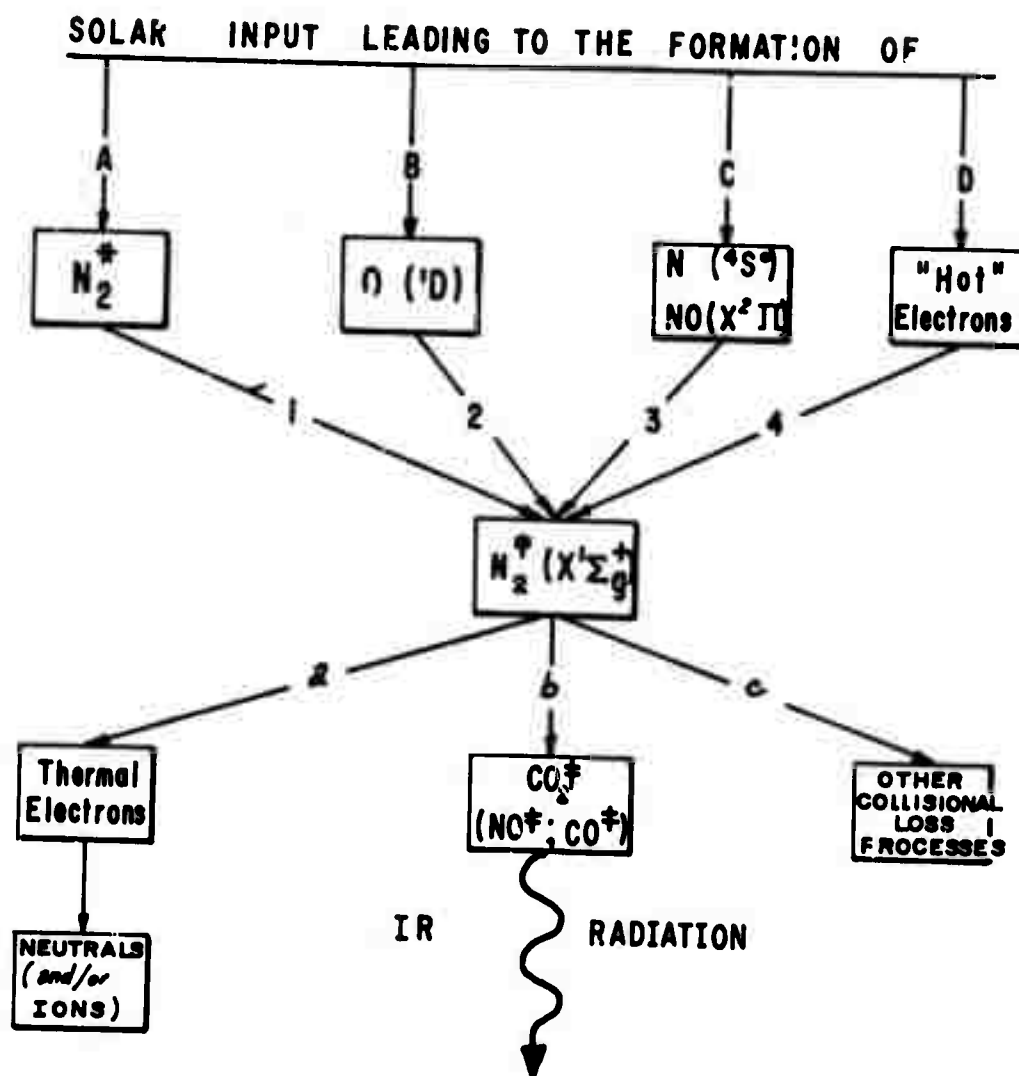 SOLAR INPUT LEADING TO THE FORMATION OF
A B C D
N₂*
O (¹D)
N (⁴S°)
NO(X²Π)
"Hot"
Electrons
1 2 3 4
N₂‡ (X¹Σg⁺)
a b c
Thermal
Electrons
CO₂‡
(NO‡; CO‡)
OTHER
COLLISIONAL
LOSS
PROCESSES
NEUTRALS
(and/or
IONS)
IR RADIATION